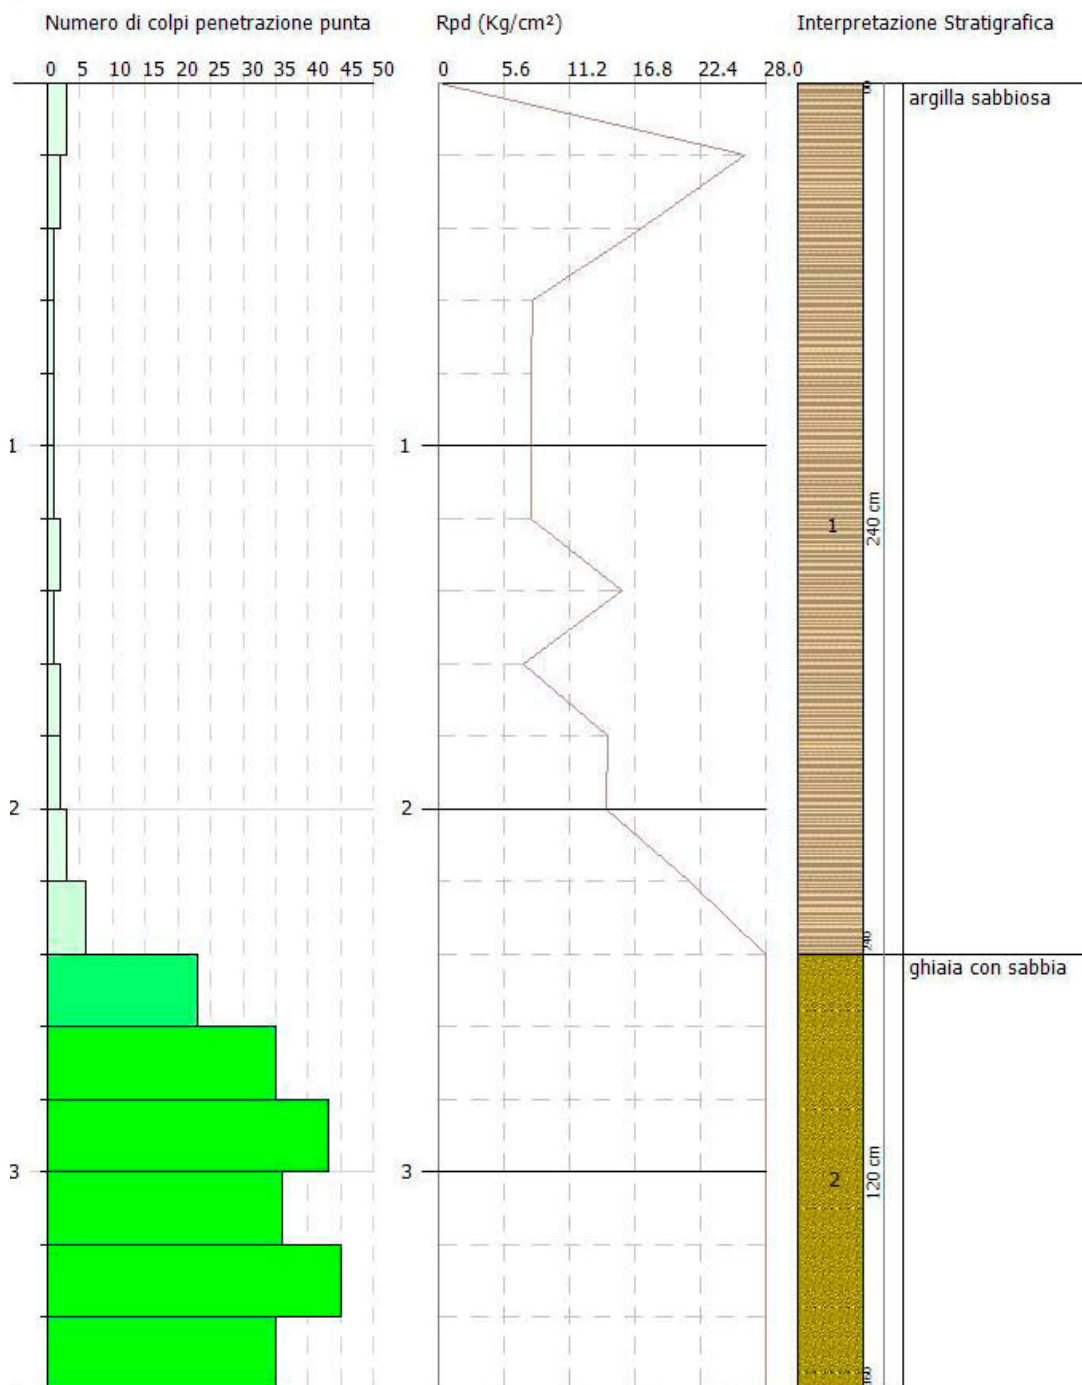 Numero di colpi penetrazione punta
Rpd (Kg/cm²)
Interpretazione Stratigrafica
0 5 10 15 20 25 30 35 40 45 50
0 5.6 11.2 16.8 22.4 28.0
argilla sabbiosa
1
1
1
240 cm
2
2
240
ghiaia con sabbia
3
3
2
120 cm